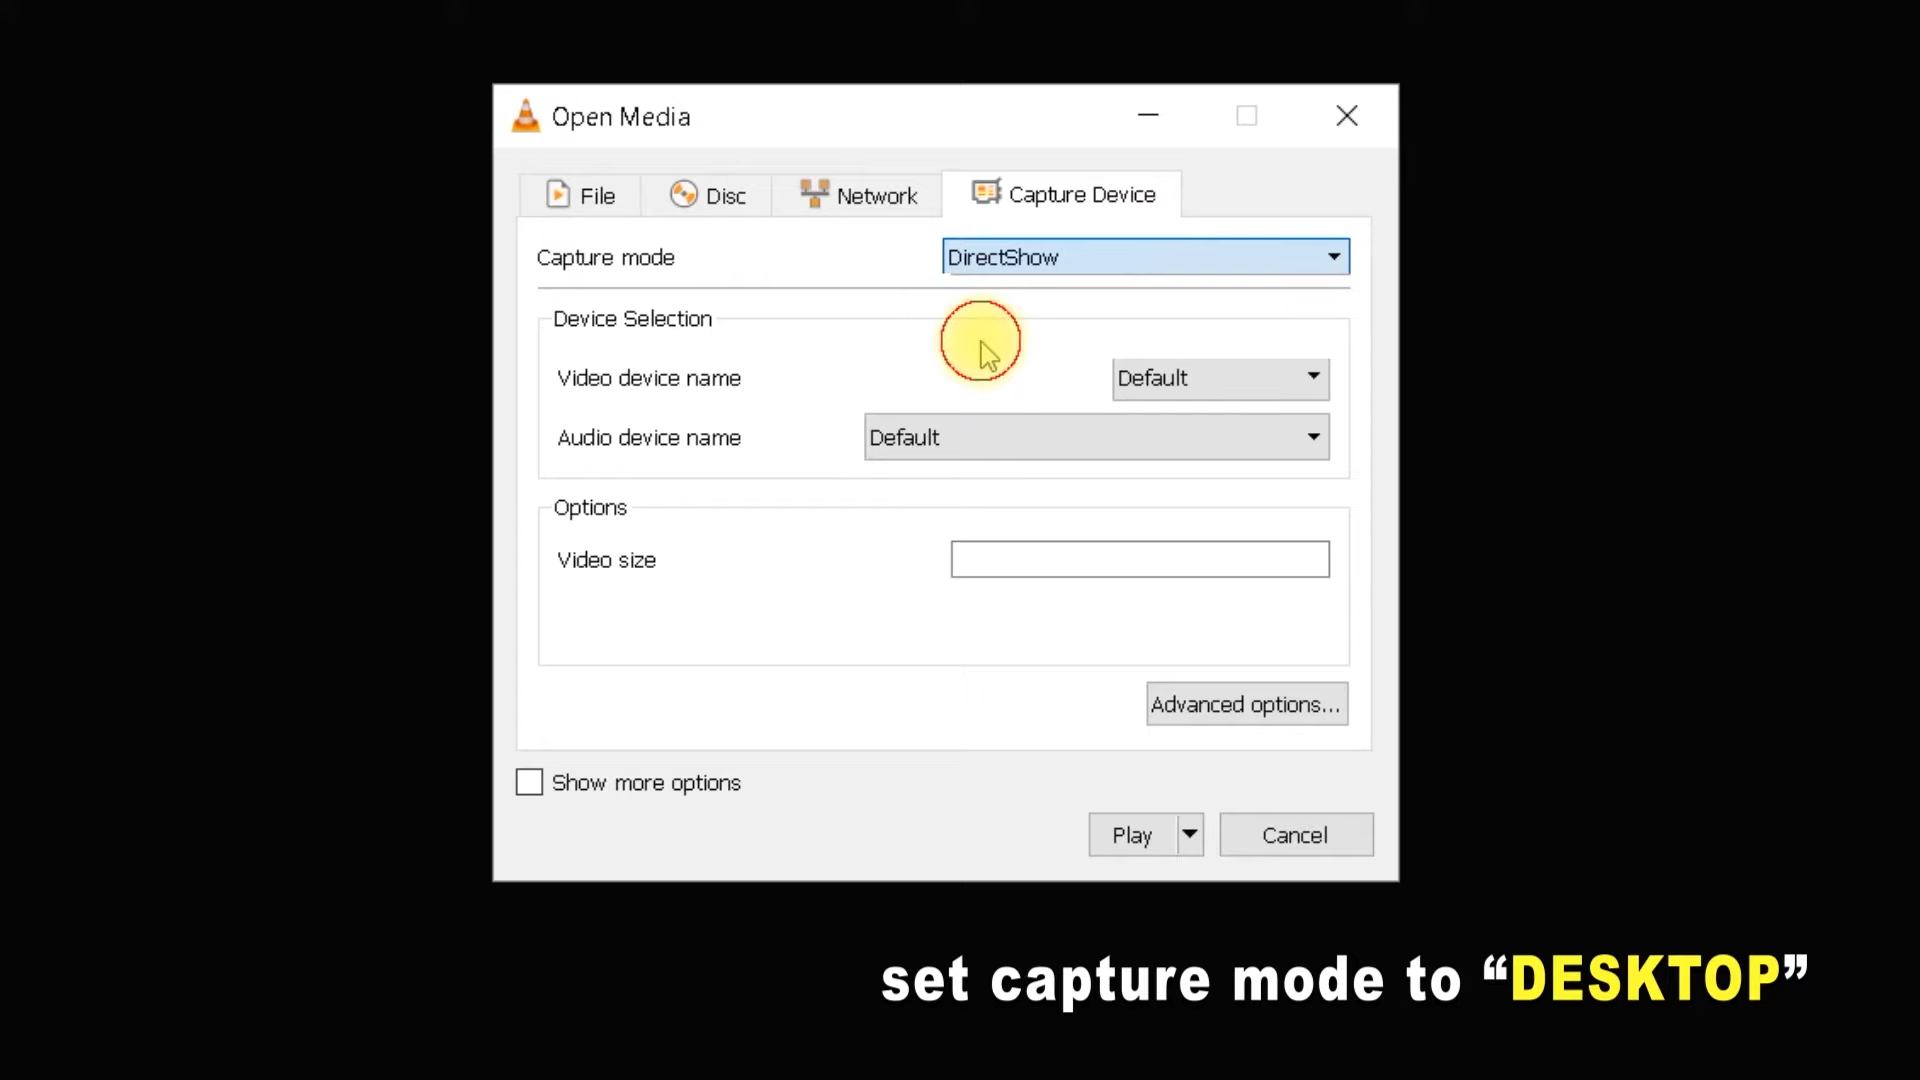 Open Media
File Disc Network Capture Device
Capture mode DirectShow
Device Selection
Video device name Default
Audio device name Default
Options
Video size
Advanced options...
Show more options
Play Cancel
set capture mode to “DESKTOP”